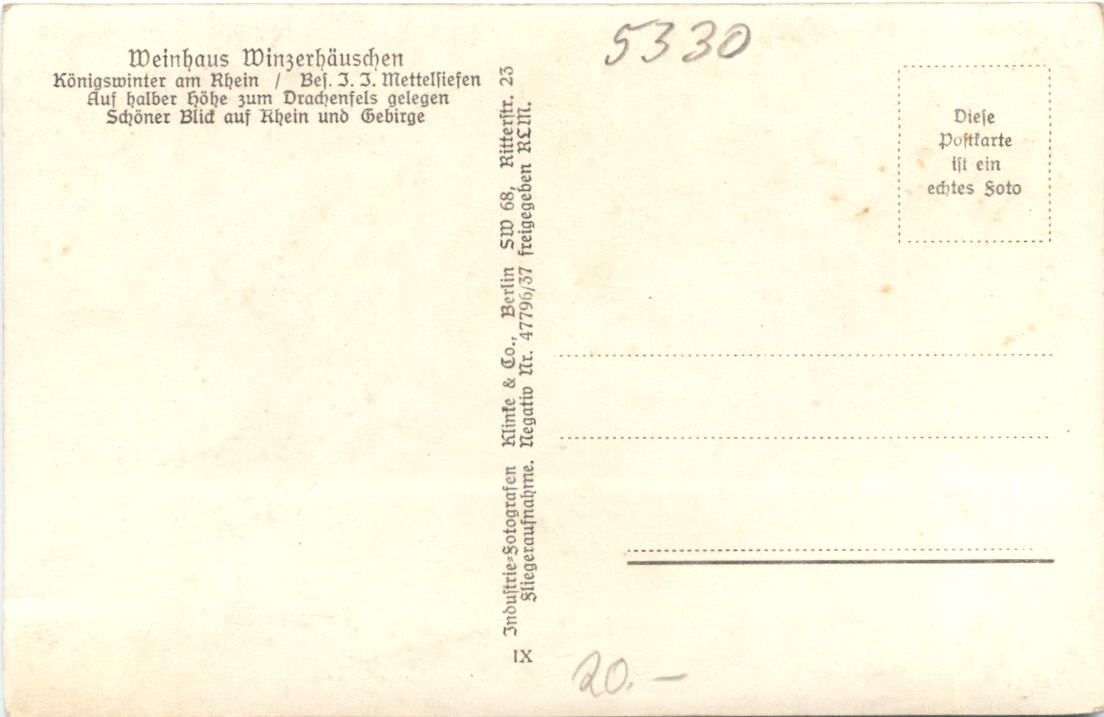 Weinhaus Winzerhäuschen
Königswinter am Rhein / Bes. J. J. Mettelsiefen
Auf halber Höhe zum Drachenfels gelegen
Schöner Blick auf Rhein und Gebirge
5330
Diese
Postkarte
ist ein
echtes Foto
Industrie-Fotografen Klinke & Co., Berlin SW 68, Ritterstr. 23
Fliegeraufnahme. Negativ Nr. 47796/37 freigegeben RLM.
IX
20.–